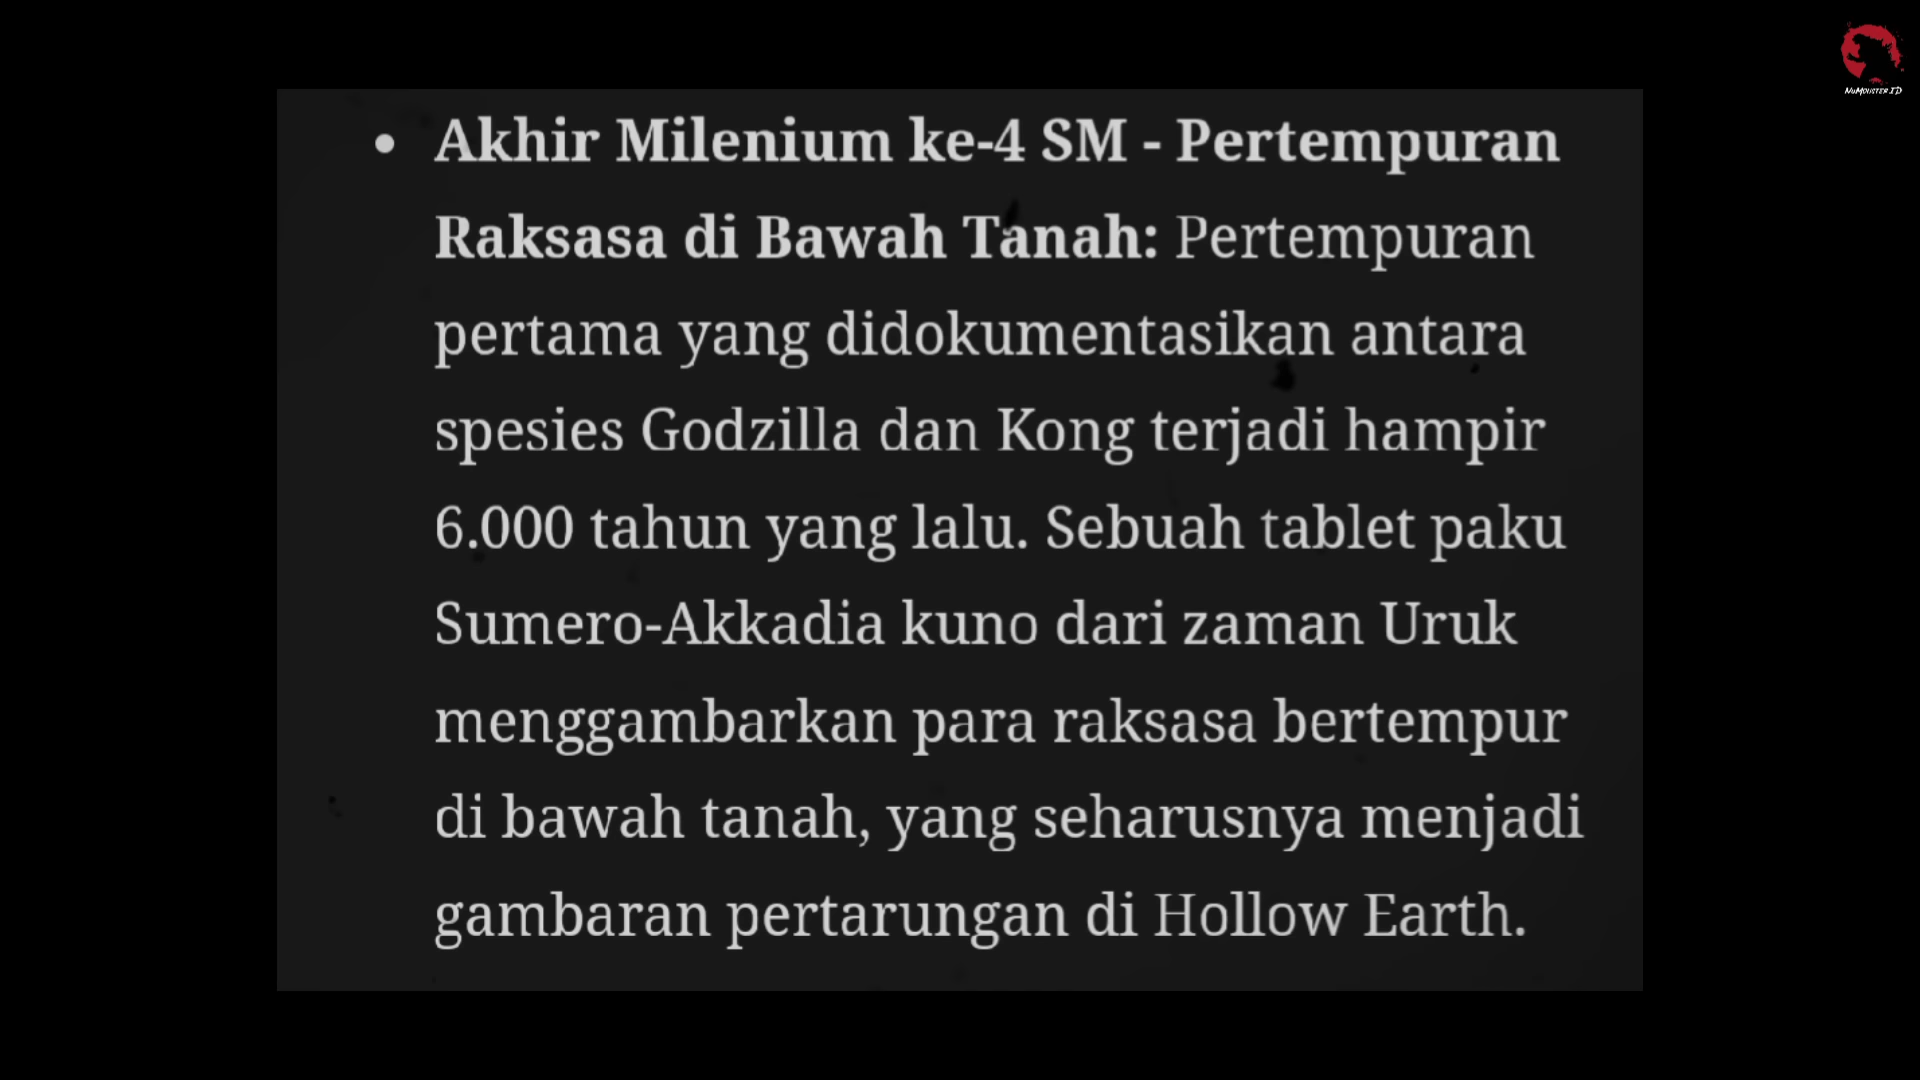 NuMonster.ID
• Akhir Milenium ke-4 SM - Pertempuran
Raksasa di Bawah Tanah: Pertempuran
pertama yang didokumentasikan antara
spesies Godzilla dan Kong terjadi hampir
6.000 tahun yang lalu. Sebuah tablet paku
Sumero-Akkadia kuno dari zaman Uruk
menggambarkan para raksasa bertempur
di bawah tanah, yang seharusnya menjadi
gambaran pertarungan di Hollow Earth.